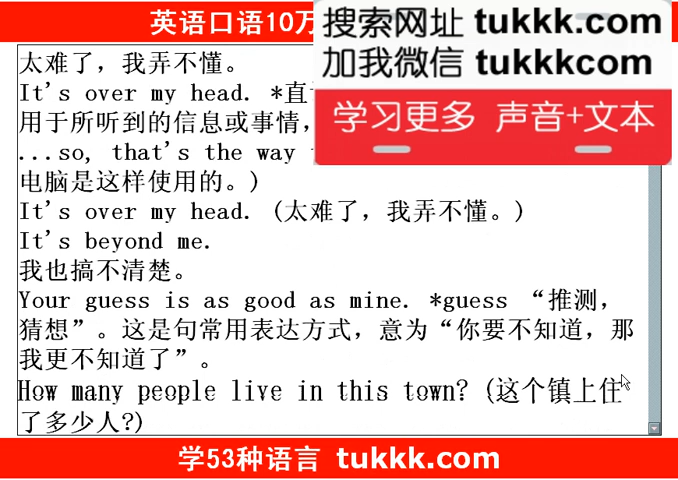 英语口语10万
搜索网址 tukkk.com
加我微信 tukkkcom
学习更多 声音+文本
太难了，我弄不懂。
It's over my head. *直
用于所听到的信息或事情，
...so, that's the way
电脑是这样使用的。)
It's over my head. (太难了，我弄不懂。)
It's beyond me.
我也搞不清楚。
Your guess is as good as mine. *guess “推测，
猜想”。这是句常用表达方式，意为“你要不知道，那
我更不知道了”。
How many people live in this town? (这个镇上住
了多少人?)
学53种语言 tukkk.com